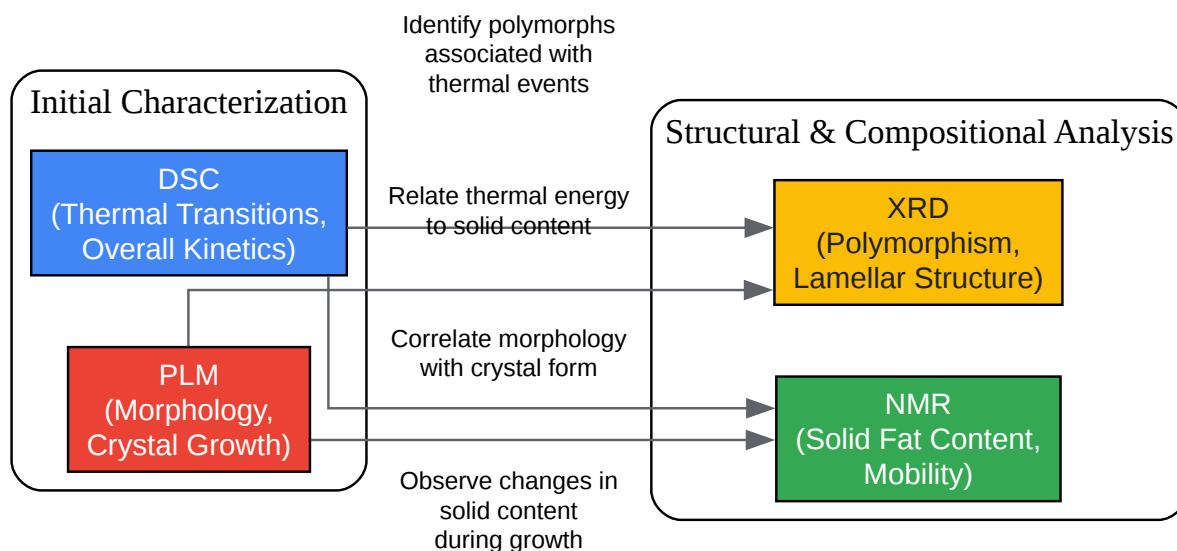 Identify polymorphs
associated with
thermal events
Initial Characterization
Structural & Compositional Analysis
DSC
(Thermal Transitions,
Overall Kinetics)
Relate thermal energy
to solid content
XRD
(Polymorphism,
Lamellar Structure)
Correlate morphology
with crystal form
PLM
(Morphology,
Crystal Growth)
NMR
(Solid Fat Content,
Mobility)
Observe changes in
solid content
during growth